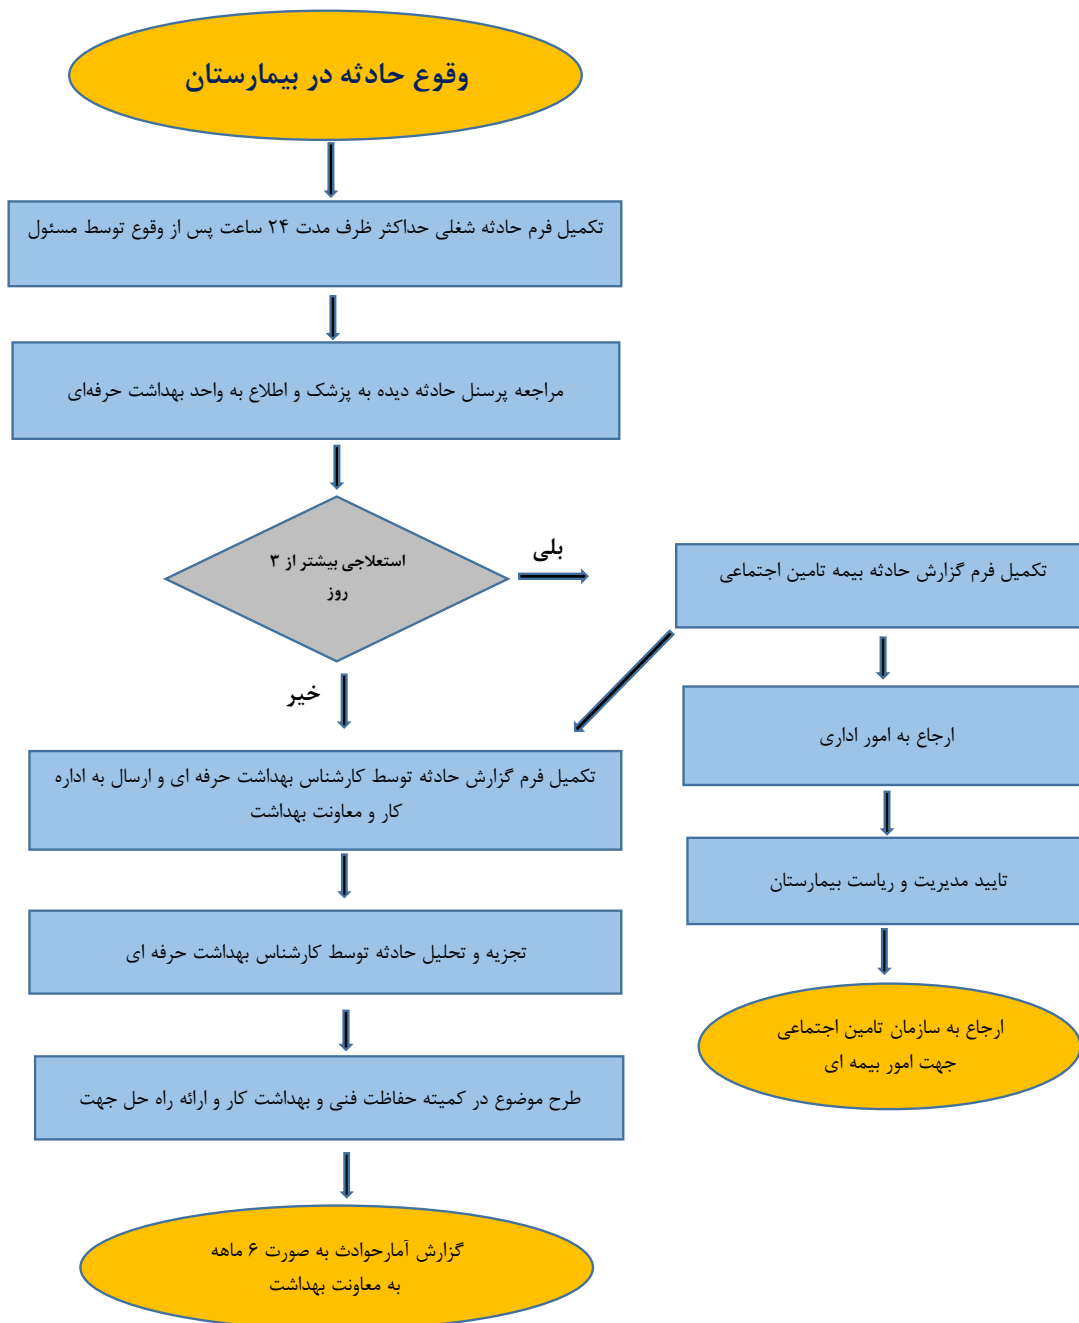 وقوع حادثه در بیمارستان
تکمیل فرم حادثه شغلی حداکثر ظرف مدت ۲۴ ساعت پس از وقوع توسط مسئول
مراجعه پرسنل حادثه دیده به پزشک و اطلاع به واحد بهداشت حرفه‌ای
استعلاجی بیشتر از ۳
روز
بلی
تکمیل فرم گزارش حادثه بیمه تامین اجتماعی
ارجاع به امور اداری
تایید مدیریت و ریاست بیمارستان
ارجاع به سازمان تامین اجتماعی
جهت امور بیمه ای
خیر
تکمیل فرم گزارش حادثه توسط کارشناس بهداشت حرفه ای و ارسال به اداره
کار و معاونت بهداشت
تجزیه و تحلیل حادثه توسط کارشناس بهداشت حرفه ای
طرح موضوع در کمیته حفاظت فنی و بهداشت کار و ارائه راه حل جهت
گزارش آمارحوادث به صورت ۶ ماهه
به معاونت بهداشت